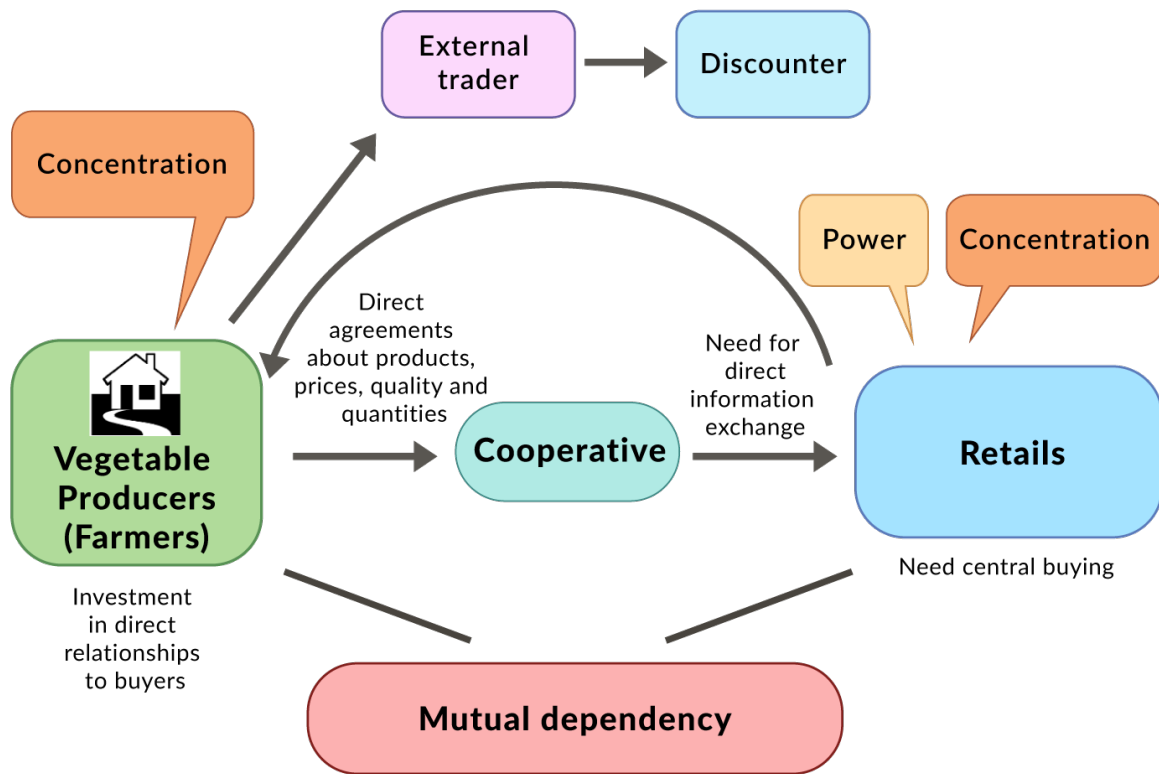 External
trader
Discounter
Concentration
Power
Concentration
Direct
agreements
about products,
prices, quality and
quantities
Need for
direct
information
exchange
Vegetable
Producers
(Farmers)
Cooperative
Retails
Need central buying
Investment
in direct
relationships
to buyers
Mutual dependency